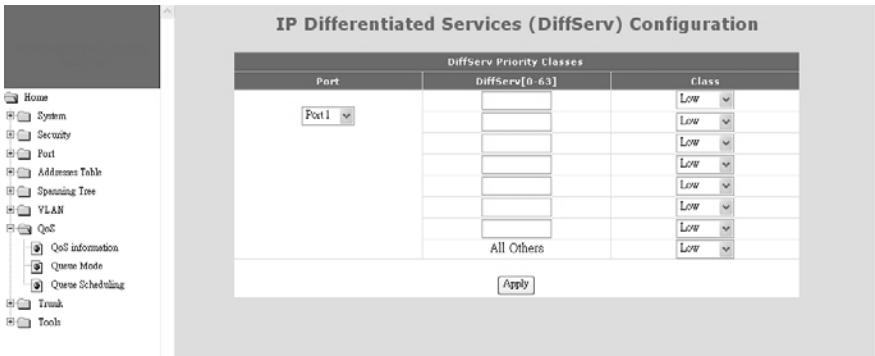 IP Differentiated Services (DiffServ) Configuration
DiffServ Priority Classes
Port DiffServ[0-63] Class
Port 1 Low
Low
Low
Low
Low
Low
Low
All Others Low
Apply
Home
System
Security
Port
Addresses Table
Spanning Tree
VLAN
QoS
QoS information
Queue Mode
Queue Scheduling
Trunk
Tools